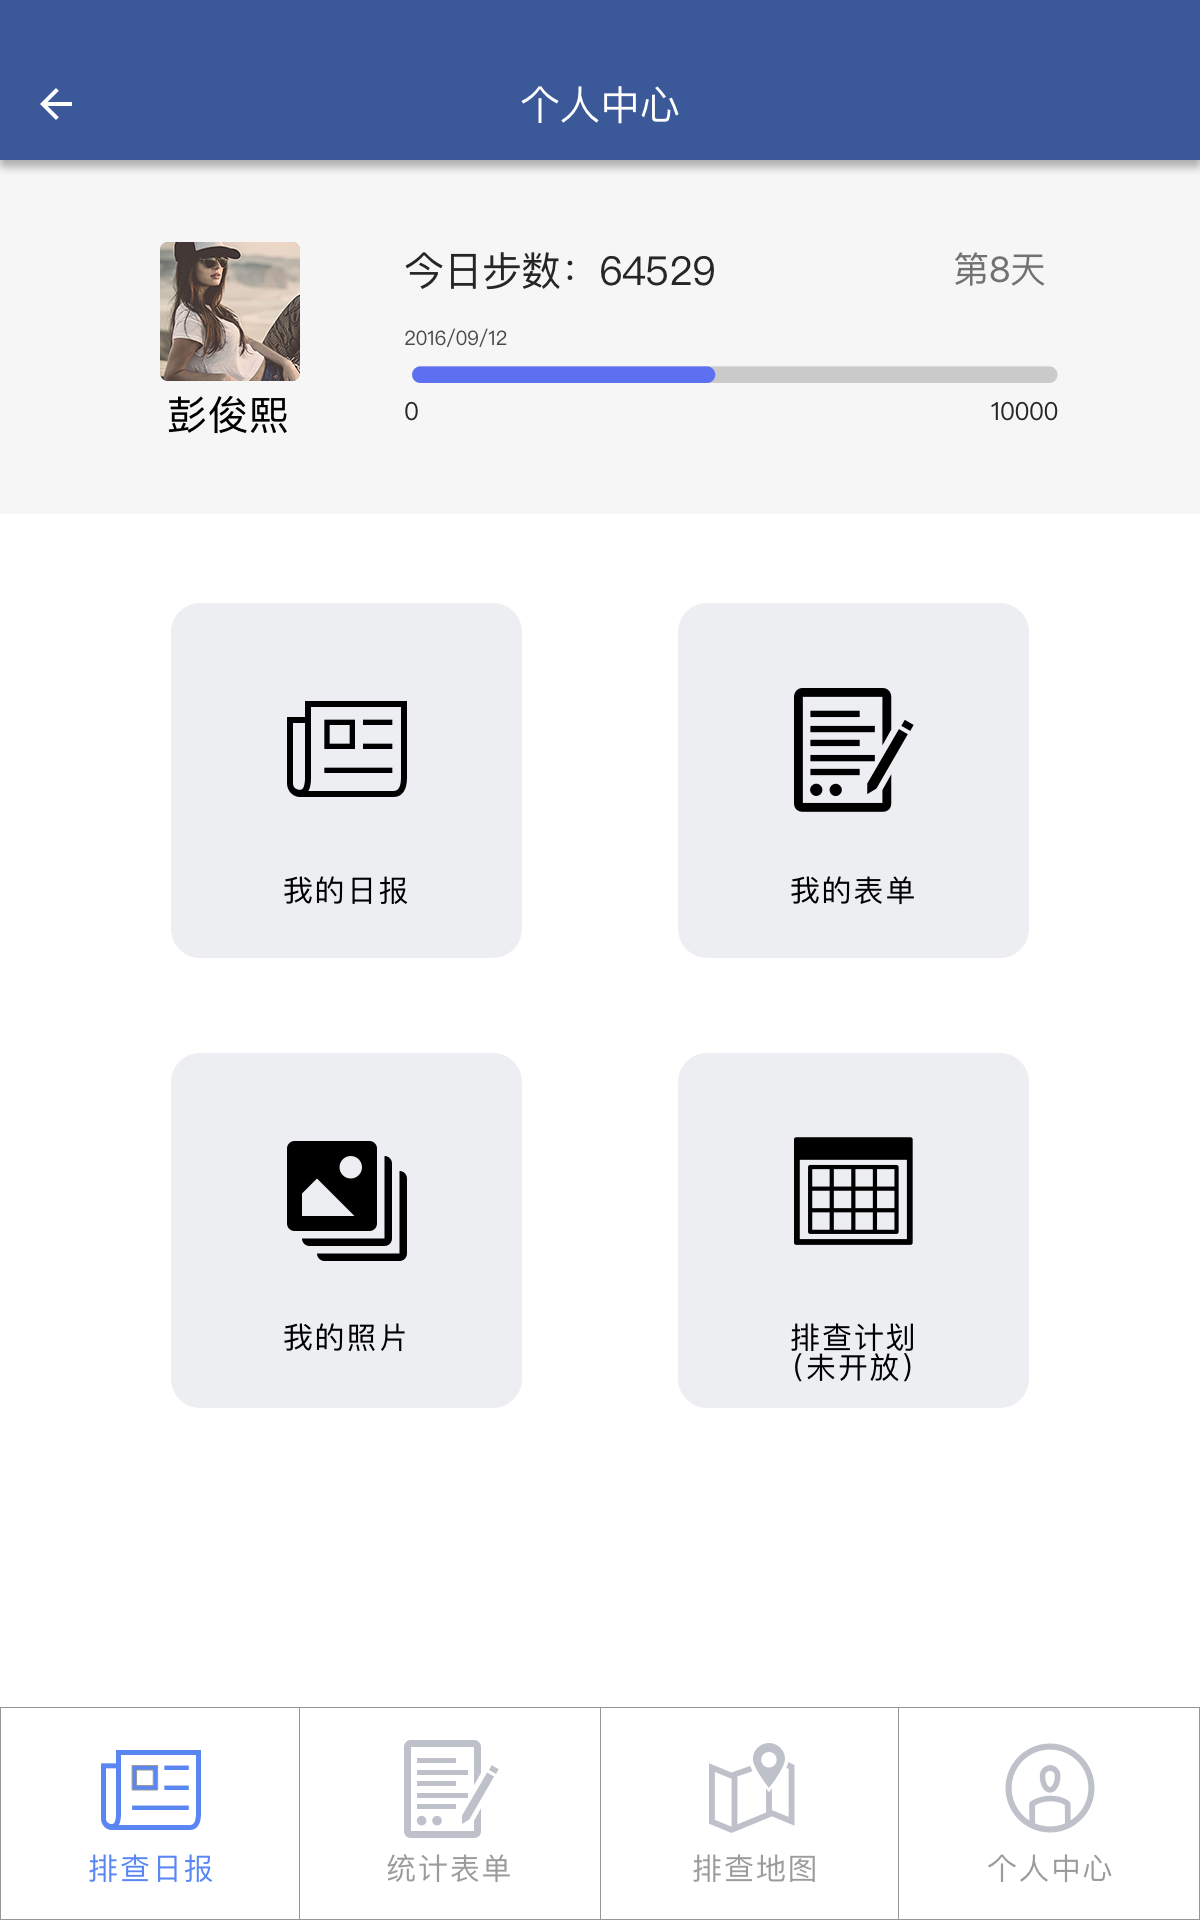 个人中心
今日步数：64529
第8天
2016/09/12
0
10000
彭俊熙
我的日报
我的表单
我的照片
排查计划
（未开放）
排查日报
统计表单
排查地图
个人中心